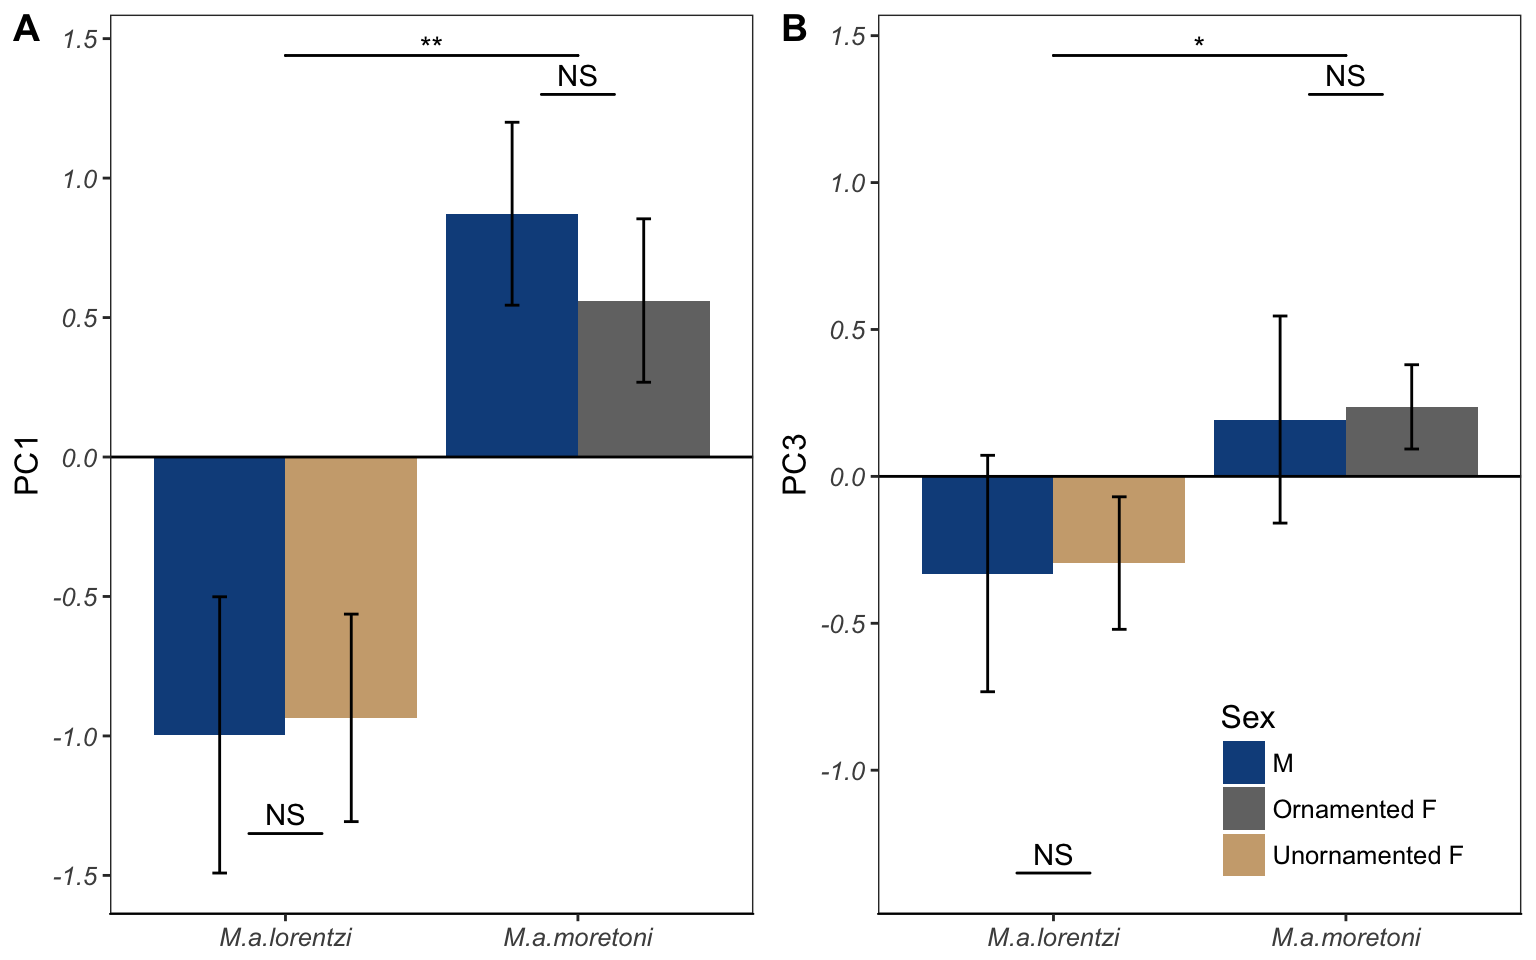 A
PC1
1.5
1.0
0.5
0.0
-0.5
-1.0
-1.5
**
NS
NS
M.a.lorentzi
M.a.moretoni
B
PC3
1.5
1.0
0.5
0.0
-0.5
-1.0
*
NS
NS
Sex
M
Ornamented F
Unornamented F
M.a.lorentzi
M.a.moretoni